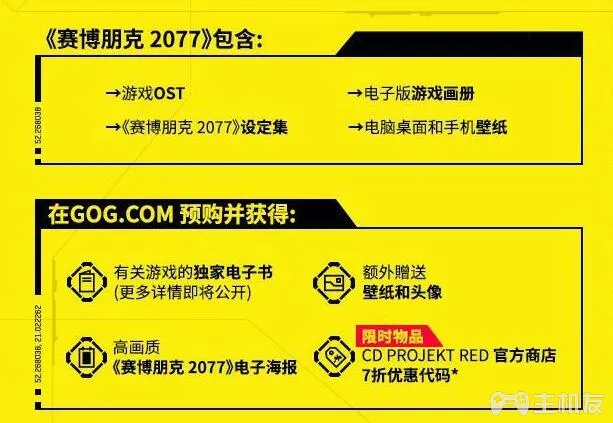 《赛博朋克 2077》包含:
→游戏OST
→电子版游戏画册
→《赛博朋克 2077》设定集
→电脑桌面和手机壁纸
52.288038
在GOG.COM 预购并获得:
有关游戏的独家电子书
(更多详情即将公开)
额外赠送
壁纸和头像
高画质
《赛博朋克 2077》电子海报
限时物品
CD PROJEKT RED 官方商店
7折优惠代码*
52.288038, 21.022262
主机友